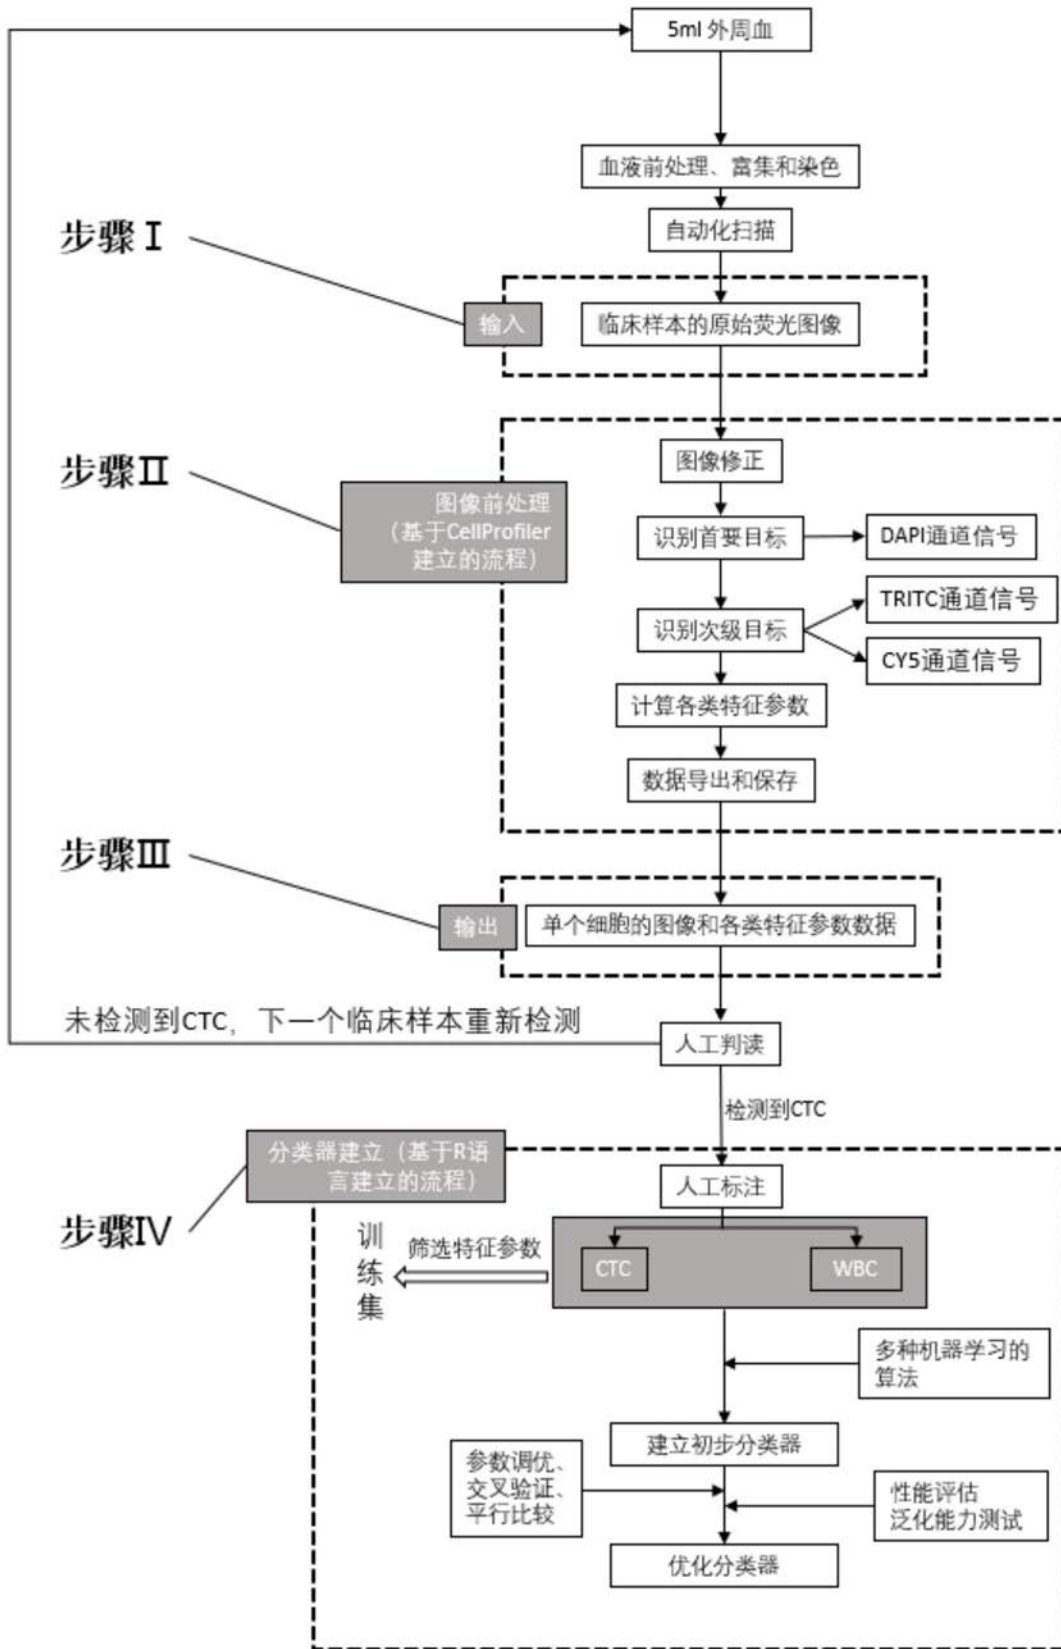 5ml 外周血
血液前处理、富集和染色
自动化扫描
步骤Ⅰ
输入
临床样本的原始荧光图像
步骤Ⅱ
图像前处理
（基于CellProfiler
建立的流程）
图像修正
识别首要目标
DAPI通道信号
识别次级目标
TRITC通道信号
CY5通道信号
计算各类特征参数
数据导出和保存
步骤Ⅲ
输出
单个细胞的图像和各类特征参数数据
未检测到CTC，下一个临床样本重新检测
人工判读
检测到CTC
步骤Ⅳ
分类器建立（基于R语
言建立的流程）
人工标注
训
练
集
筛选特征参数
CTC
WBC
多种机器学习的
算法
建立初步分类器
参数调优、
交叉验证、
平行比较
性能评估
泛化能力测试
优化分类器